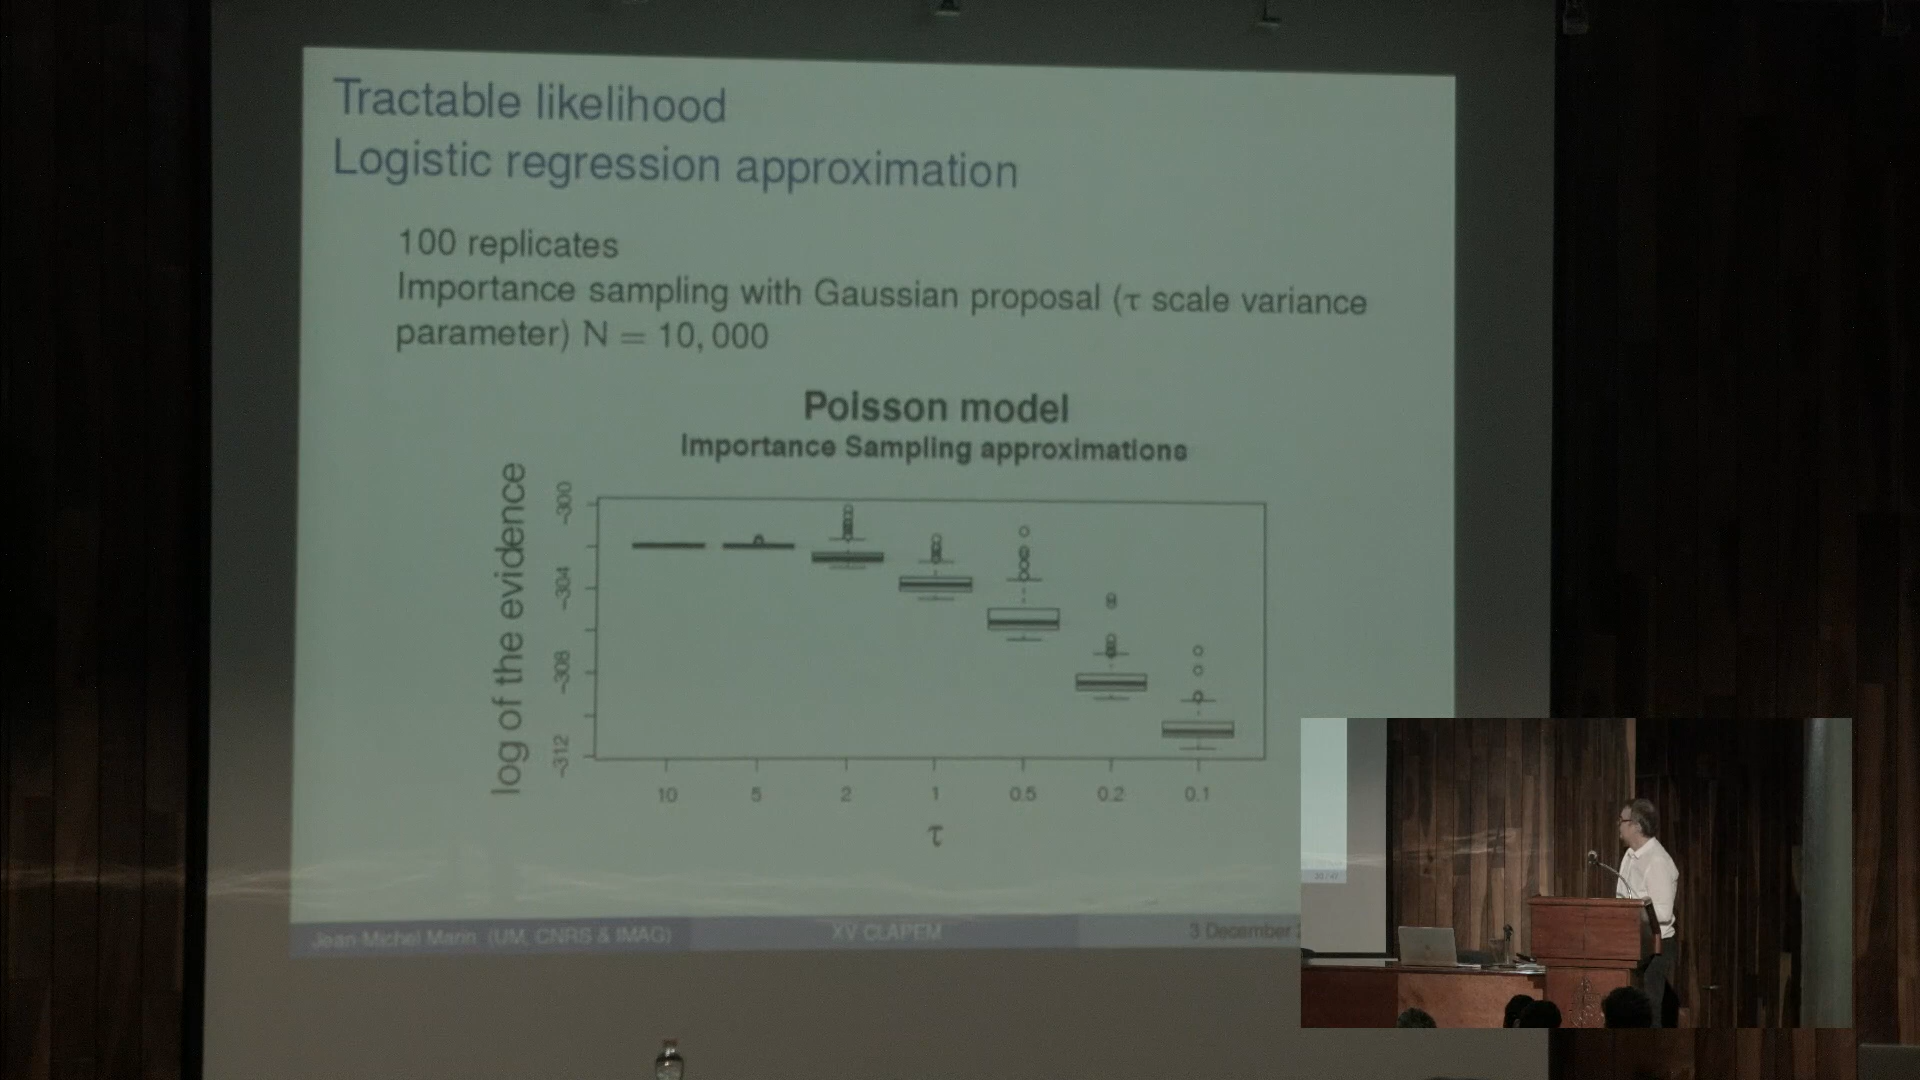 Tractable likelihood
Logistic regression approximation
100 replicates
Importance sampling with Gaussian proposal (τ scale variance
parameter) N = 10,000
Poisson model
Importance Sampling approximations
log of the evidence
-300
-304
-308
-312
10 5 2 1 0.5 0.2 0.1
τ
Jean-Michel Marin (UM, CNRS & IMAG)
XV CLAPEM
3 December